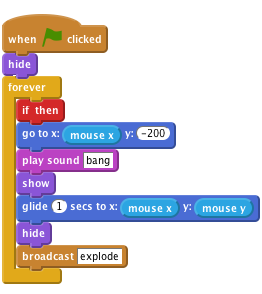 when clicked
hide
forever
if then
go to x: mouse x y: -200
play sound bang
show
glide 1 secs to x: mouse x y: mouse y
hide
broadcast explode